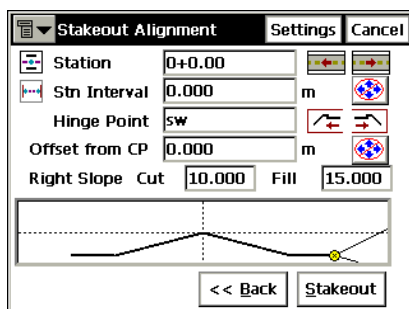 Stakeout Alignment Settings Cancel
Station 0+0.00
Stn Interval 0.000 m
Hinge Point sw
Offset from CP 0.000 m
Right Slope Cut 10.000 Fill 15.000
<< Back Stakeout